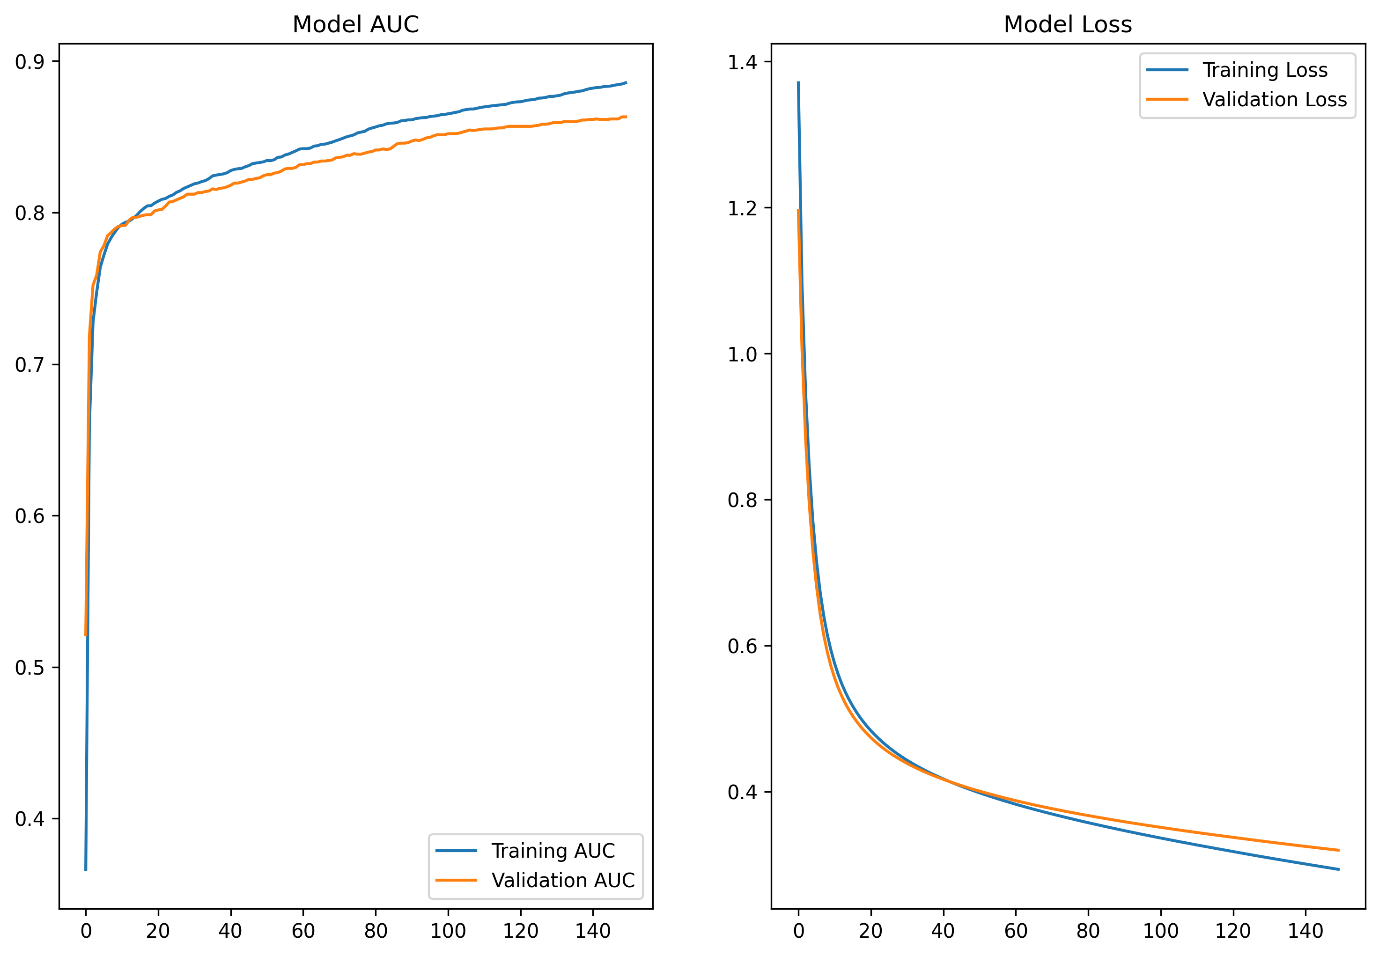 Model AUC
0.9
0.8
0.7
0.6
0.5
0.4
Training AUC
Validation AUC
0 20 40 60 80 100 120 140
Model Loss
1.4
1.2
1.0
0.8
0.6
0.4
Training Loss
Validation Loss
0 20 40 60 80 100 120 140